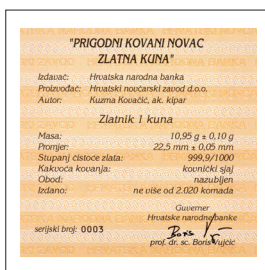 "PRIGODNI KOVANI NOVAC
ZLATNA KUNA"
Izdavač: Hrvatska narodna banka
Proizvođač: Hrvatski novčarski zavod d.o.o.
Autor: Kuzma Kovačić, ak. kipar
Zlatnik 1 kuna
Masa: 10,95 g ± 0,10 g
Promjer: 22,5 mm ± 0,05 mm
Stupanj čistoće zlata: 999,9/1000
Kakvoća kovanja: kovnički sjaj
Obod: nazubljen
Izdano: ne više od 2.020 komada
Guverner
Hrvatske narodne banke
serijski broj: 0003
prof. dr. sc. Boris Vujčić